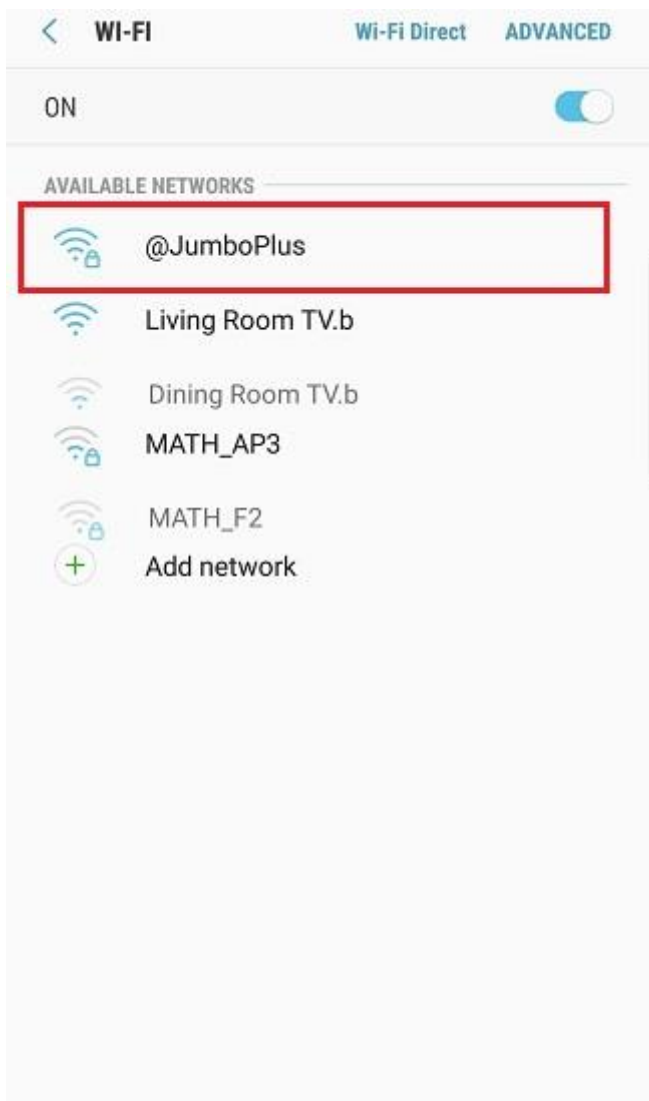 WI-FI Wi-Fi Direct ADVANCED
ON
AVAILABLE NETWORKS
@JumboPlus
Living Room TV.b
Dining Room TV.b
MATH_AP3
MATH_F2
Add network